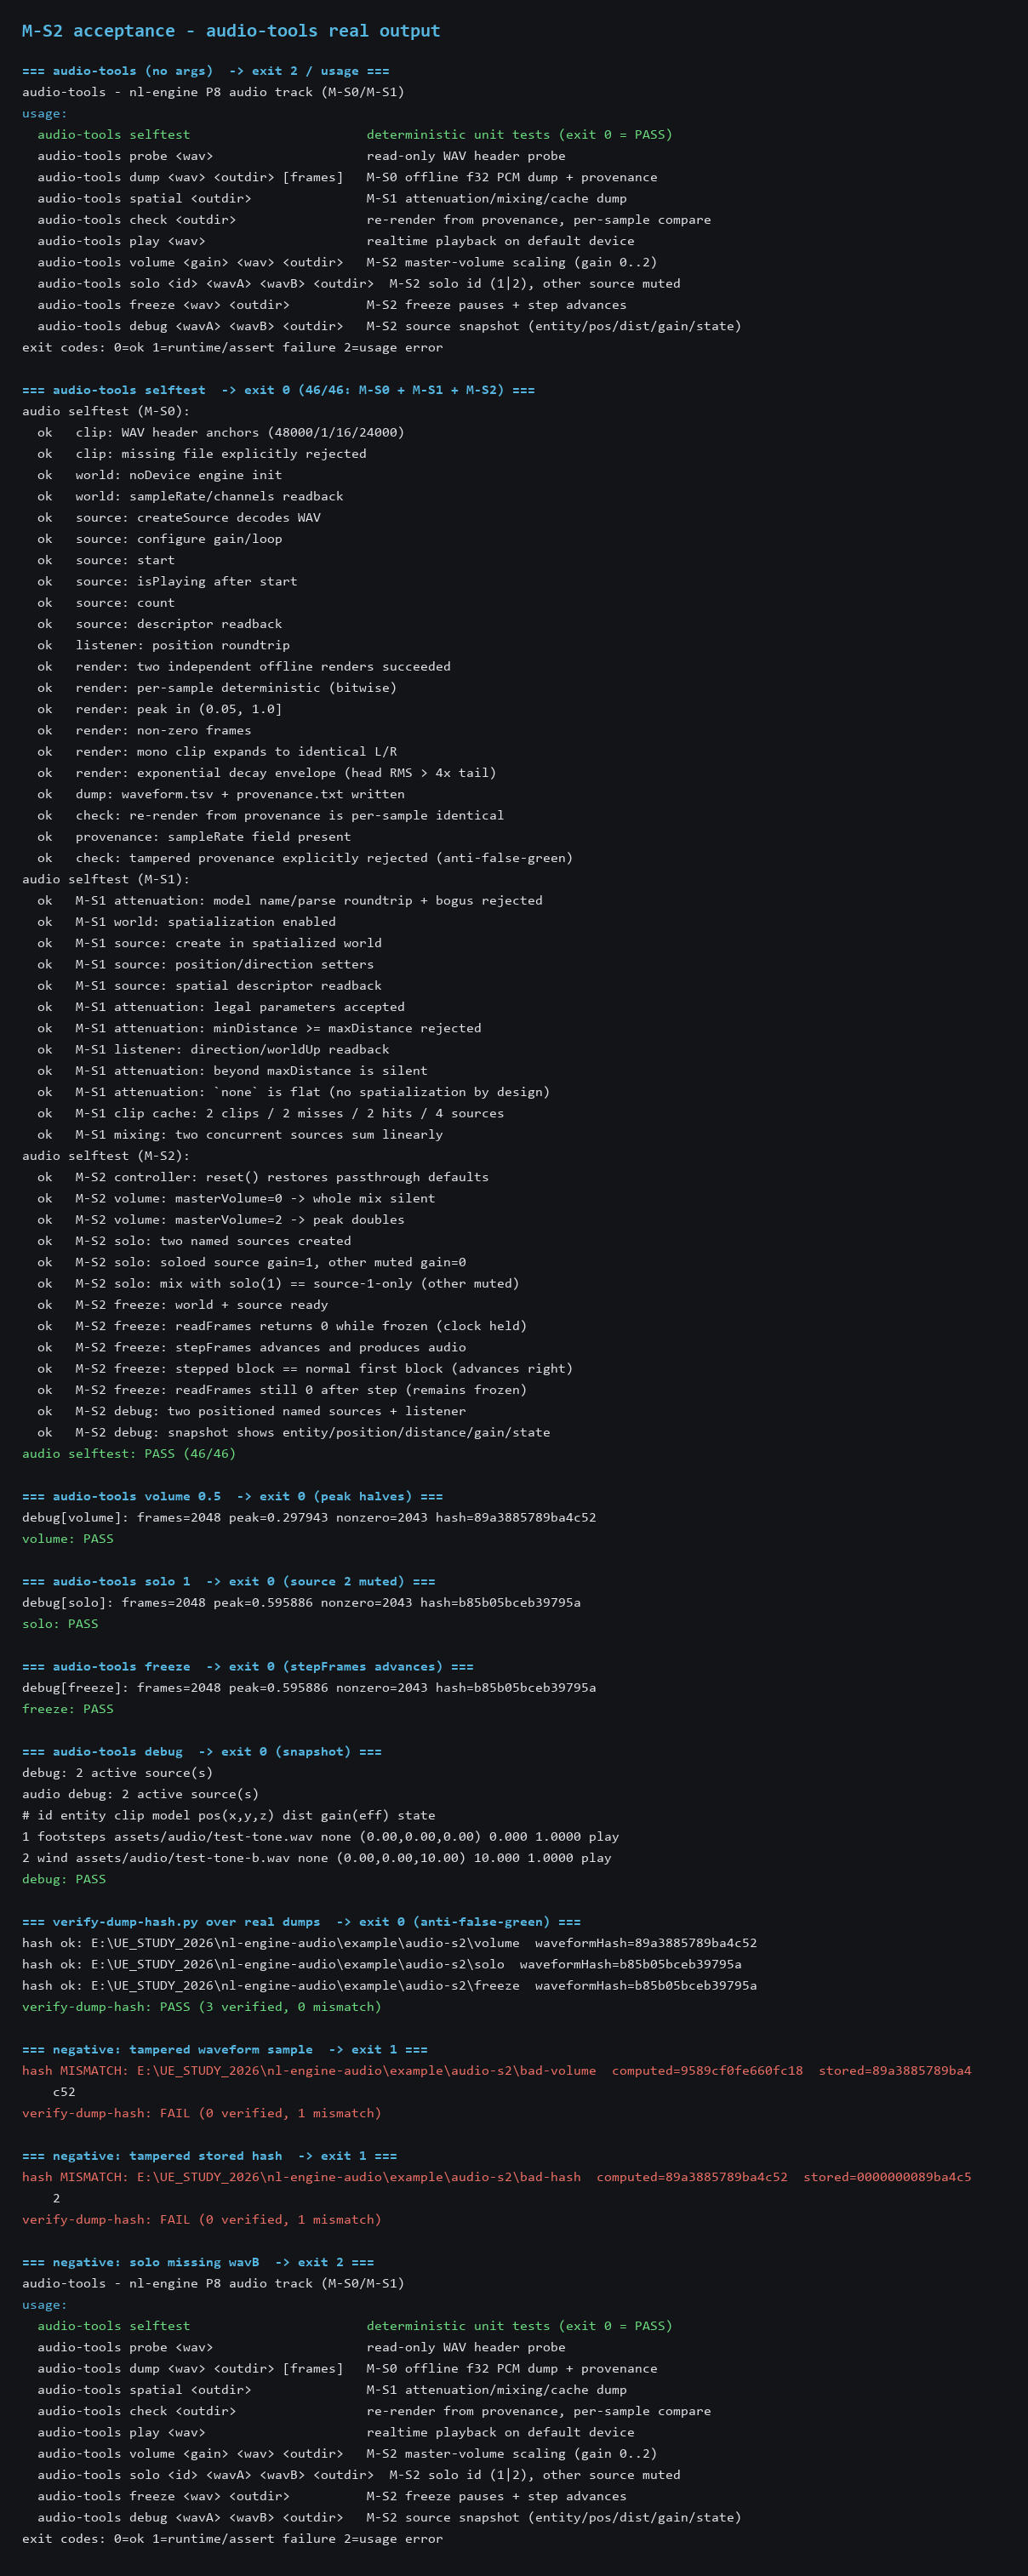 M-S2 acceptance - audio-tools real output
=== audio-tools (no args)  -> exit 2 / usage ===
audio-tools - nl-engine P8 audio track (M-S0/M-S1)
usage:
  audio-tools selftest                       deterministic unit tests (exit 0 = PASS)
  audio-tools probe <wav>                    read-only WAV header probe
  audio-tools dump <wav> <outdir> [frames]   M-S0 offline f32 PCM dump + provenance
  audio-tools spatial <outdir>               M-S1 attenuation/mixing/cache dump
  audio-tools check <outdir>                 re-render from provenance, per-sample compare
  audio-tools play <wav>                     realtime playback on default device
  audio-tools volume <gain> <wav> <outdir>   M-S2 master-volume scaling (gain 0..2)
  audio-tools solo <id> <wavA> <wavB> <outdir>  M-S2 solo id (1|2), other source muted
  audio-tools freeze <wav> <outdir>          M-S2 freeze pauses + step advances
  audio-tools debug <wavA> <wavB> <outdir>   M-S2 source snapshot (entity/pos/dist/gain/state)
exit codes: 0=ok 1=runtime/assert failure 2=usage error
=== audio-tools selftest  -> exit 0 (46/46: M-S0 + M-S1 + M-S2) ===
audio selftest (M-S0):
  ok   clip: WAV header anchors (48000/1/16/24000)
  ok   clip: missing file explicitly rejected
  ok   world: noDevice engine init
  ok   world: sampleRate/channels readback
  ok   source: createSource decodes WAV
  ok   source: configure gain/loop
  ok   source: start
  ok   source: isPlaying after start
  ok   source: count
  ok   source: descriptor readback
  ok   listener: position roundtrip
  ok   render: two independent offline renders succeeded
  ok   render: per-sample deterministic (bitwise)
  ok   render: peak in (0.05, 1.0]
  ok   render: non-zero frames
  ok   render: mono clip expands to identical L/R
  ok   render: exponential decay envelope (head RMS > 4x tail)
  ok   dump: waveform.tsv + provenance.txt written
  ok   check: re-render from provenance is per-sample identical
  ok   provenance: sampleRate field present
  ok   check: tampered provenance explicitly rejected (anti-false-green)
audio selftest (M-S1):
  ok   M-S1 attenuation: model name/parse roundtrip + bogus rejected
  ok   M-S1 world: spatialization enabled
  ok   M-S1 source: create in spatialized world
  ok   M-S1 source: position/direction setters
  ok   M-S1 source: spatial descriptor readback
  ok   M-S1 attenuation: legal parameters accepted
  ok   M-S1 attenuation: minDistance >= maxDistance rejected
  ok   M-S1 listener: direction/worldUp readback
  ok   M-S1 attenuation: beyond maxDistance is silent
  ok   M-S1 attenuation: `none` is flat (no spatialization by design)
  ok   M-S1 clip cache: 2 clips / 2 misses / 2 hits / 4 sources
  ok   M-S1 mixing: two concurrent sources sum linearly
audio selftest (M-S2):
  ok   M-S2 controller: reset() restores passthrough defaults
  ok   M-S2 volume: masterVolume=0 -> whole mix silent
  ok   M-S2 volume: masterVolume=2 -> peak doubles
  ok   M-S2 solo: two named sources created
  ok   M-S2 solo: soloed source gain=1, other muted gain=0
  ok   M-S2 solo: mix with solo(1) == source-1-only (other muted)
  ok   M-S2 freeze: world + source ready
  ok   M-S2 freeze: readFrames returns 0 while frozen (clock held)
  ok   M-S2 freeze: stepFrames advances and produces audio
  ok   M-S2 freeze: stepped block == normal first block (advances right)
  ok   M-S2 freeze: readFrames still 0 after step (remains frozen)
  ok   M-S2 debug: two positioned named sources + listener
  ok   M-S2 debug: snapshot shows entity/position/distance/gain/state
audio selftest: PASS (46/46)
=== audio-tools volume 0.5  -> exit 0 (peak halves) ===
debug[volume]: frames=2048 peak=0.297943 nonzero=2043 hash=89a3885789ba4c52
volume: PASS
=== audio-tools solo 1  -> exit 0 (source 2 muted) ===
debug[solo]: frames=2048 peak=0.595886 nonzero=2043 hash=b85b05bceb39795a
solo: PASS
=== audio-tools freeze  -> exit 0 (stepFrames advances) ===
debug[freeze]: frames=2048 peak=0.595886 nonzero=2043 hash=b85b05bceb39795a
freeze: PASS
=== audio-tools debug  -> exit 0 (snapshot) ===
debug: 2 active source(s)
audio debug: 2 active source(s)
# id entity clip model pos(x,y,z) dist gain(eff) state
1 footsteps assets/audio/test-tone.wav none (0.00,0.00,0.00) 0.000 1.0000 play
2 wind assets/audio/test-tone-b.wav none (0.00,0.00,10.00) 10.000 1.0000 play
debug: PASS
=== verify-dump-hash.py over real dumps  -> exit 0 (anti-false-green) ===
hash ok: E:\UE_STUDY_2026\nl-engine-audio\example\audio-s2\volume  waveformHash=89a3885789ba4c52
hash ok: E:\UE_STUDY_2026\nl-engine-audio\example\audio-s2\solo  waveformHash=b85b05bceb39795a
hash ok: E:\UE_STUDY_2026\nl-engine-audio\example\audio-s2\freeze  waveformHash=b85b05bceb39795a
verify-dump-hash: PASS (3 verified, 0 mismatch)
=== negative: tampered waveform sample  -> exit 1 ===
hash MISMATCH: E:\UE_STUDY_2026\nl-engine-audio\example\audio-s2\bad-volume  computed=9589cf0fe660fc18  stored=89a3885789ba4
    c52
verify-dump-hash: FAIL (0 verified, 1 mismatch)
=== negative: tampered stored hash  -> exit 1 ===
hash MISMATCH: E:\UE_STUDY_2026\nl-engine-audio\example\audio-s2\bad-hash  computed=89a3885789ba4c52  stored=0000000089ba4c5
    2
verify-dump-hash: FAIL (0 verified, 1 mismatch)
=== negative: solo missing wavB  -> exit 2 ===
audio-tools - nl-engine P8 audio track (M-S0/M-S1)
usage:
  audio-tools selftest                       deterministic unit tests (exit 0 = PASS)
  audio-tools probe <wav>                    read-only WAV header probe
  audio-tools dump <wav> <outdir> [frames]   M-S0 offline f32 PCM dump + provenance
  audio-tools spatial <outdir>               M-S1 attenuation/mixing/cache dump
  audio-tools check <outdir>                 re-render from provenance, per-sample compare
  audio-tools play <wav>                     realtime playback on default device
  audio-tools volume <gain> <wav> <outdir>   M-S2 master-volume scaling (gain 0..2)
  audio-tools solo <id> <wavA> <wavB> <outdir>  M-S2 solo id (1|2), other source muted
  audio-tools freeze <wav> <outdir>          M-S2 freeze pauses + step advances
  audio-tools debug <wavA> <wavB> <outdir>   M-S2 source snapshot (entity/pos/dist/gain/state)
exit codes: 0=ok 1=runtime/assert failure 2=usage error